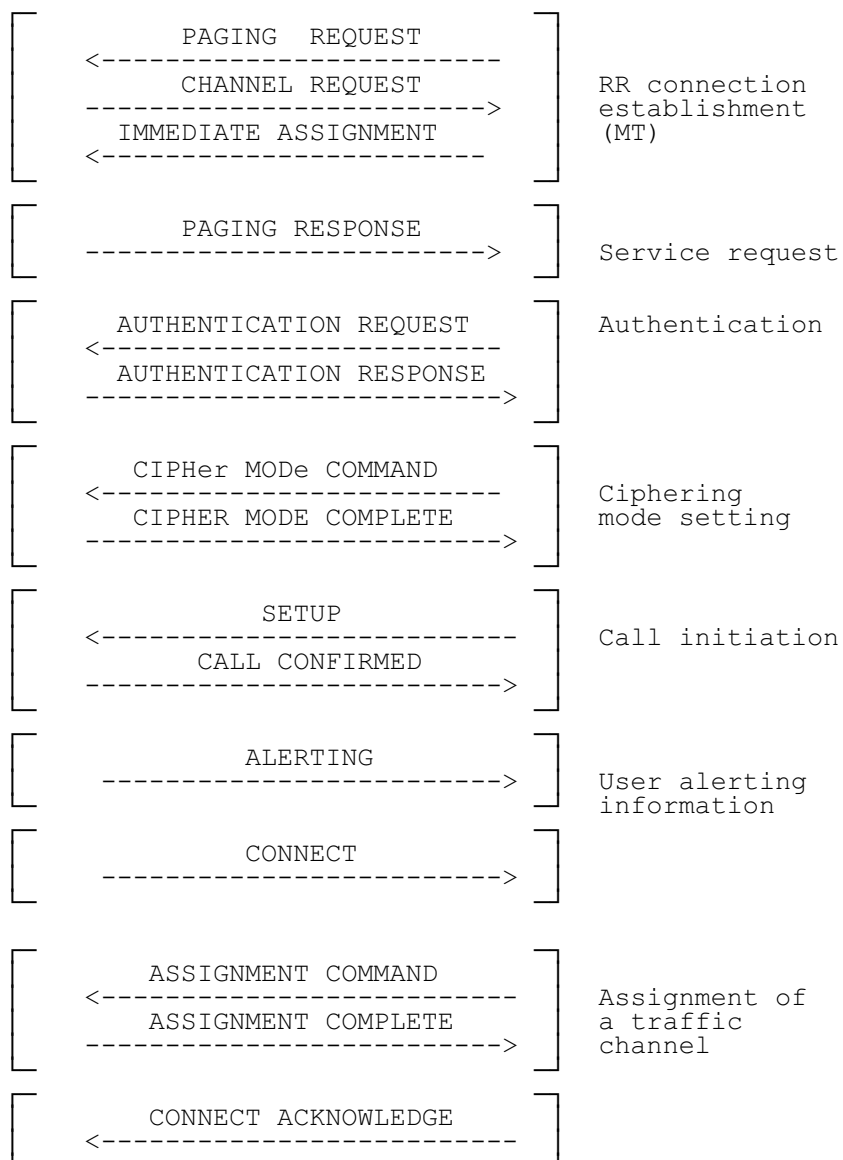 PAGING REQUEST
<-------------------------
CHANNEL REQUEST
-------------------------> RR connection
establishment
IMMEDIATE ASSIGNMENT (MT)
<------------------------
PAGING RESPONSE
-------------------------> Service request
AUTHENTICATION REQUEST Authentication
<-------------------------
AUTHENTICATION RESPONSE
-------------------------->
CIPHer MODe COMMAND
<------------------------- Ciphering
CIPHER MODE COMPLETE mode setting
-------------------------->
SETUP
<-------------------------- Call initiation
CALL CONFIRMED
-------------------------->
ALERTING
-------------------------> User alerting
information
CONNECT
------------------------->
ASSIGNMENT COMMAND
<-------------------------- Assignment of
ASSIGNMENT COMPLETE a traffic
--------------------------> channel
CONNECT ACKNOWLEDGE
<--------------------------